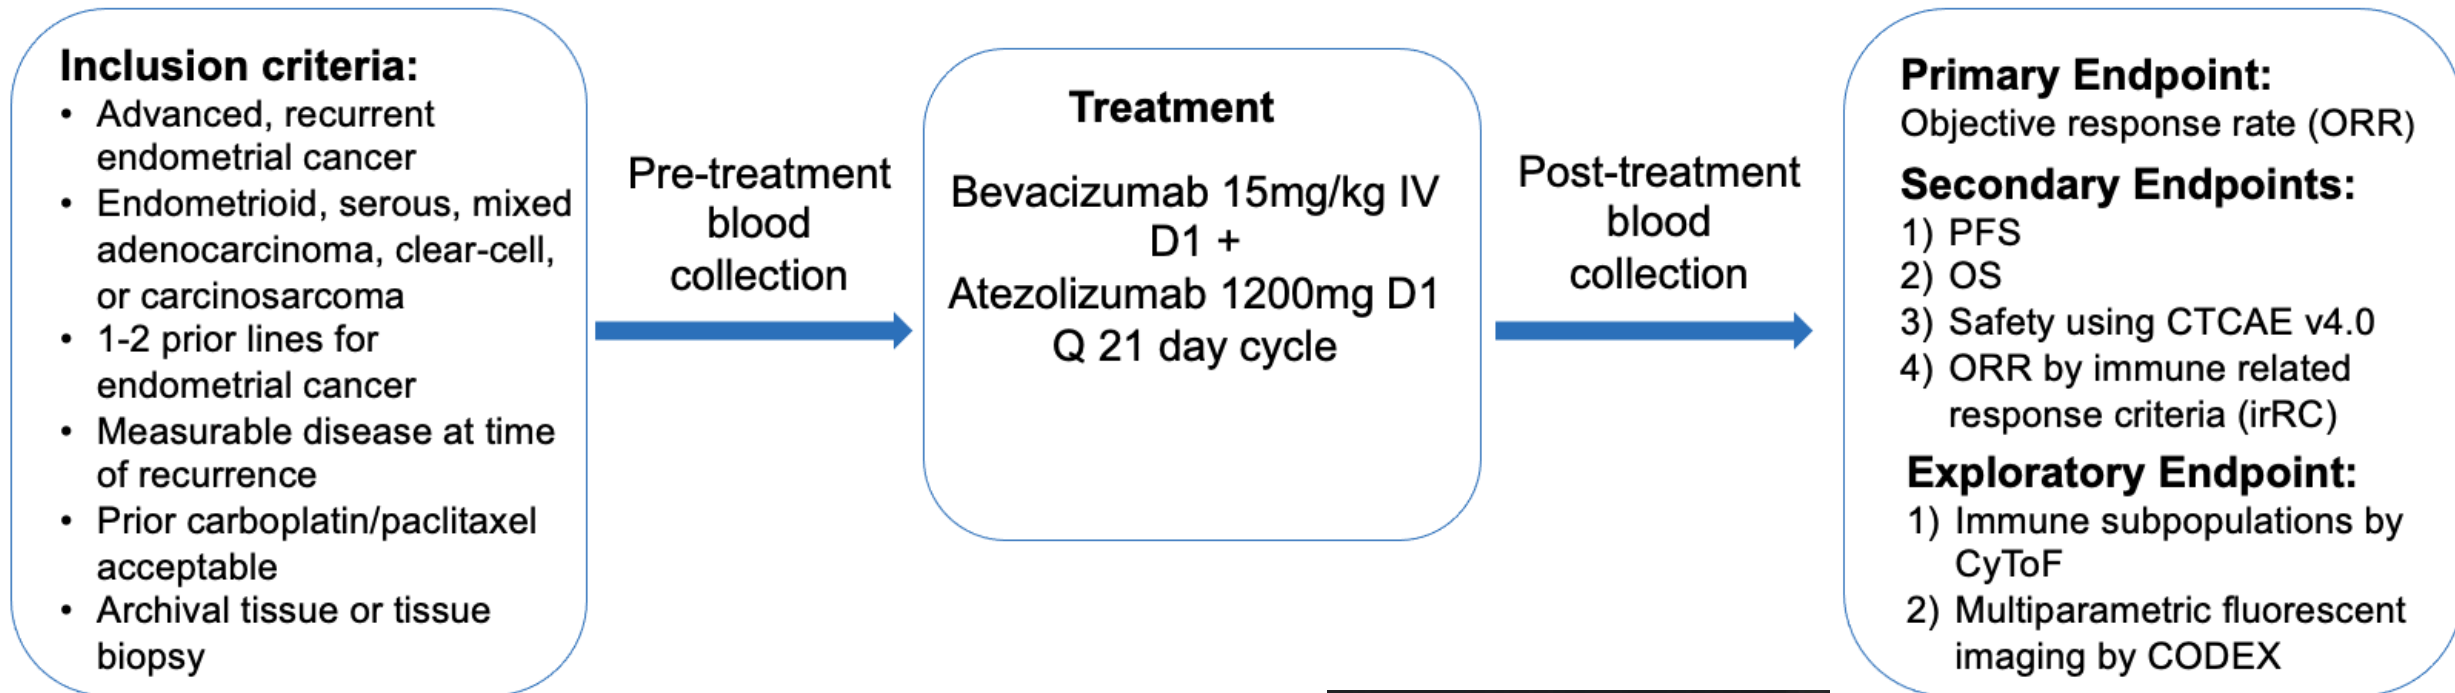 Inclusion criteria:
• Advanced, recurrent
endometrial cancer
• Endometrioid, serous, mixed
adenocarcinoma, clear-cell,
or carcinosarcoma
• 1-2 prior lines for
endometrial cancer
• Measurable disease at time
of recurrence
• Prior carboplatin/paclitaxel
acceptable
• Archival tissue or tissue
biopsy
Pre-treatment
blood
collection
Treatment
Bevacizumab 15mg/kg IV
D1 +
Atezolizumab 1200mg D1
Q 21 day cycle
Post-treatment
blood
collection
Primary Endpoint:
Objective response rate (ORR)
Secondary Endpoints:
1) PFS
2) OS
3) Safety using CTCAE v4.0
4) ORR by immune related
response criteria (irRC)
Exploratory Endpoint:
1) Immune subpopulations by
CyToF
2) Multiparametric fluorescent
imaging by CODEX